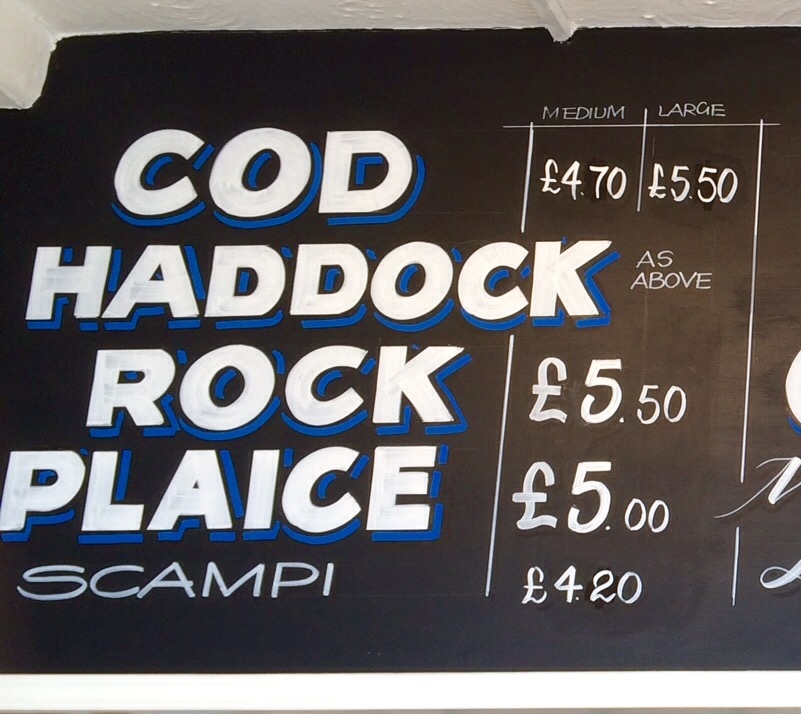 MEDIUM LARGE
COD £4.70 £5.50
HADDOCK AS ABOVE
ROCK £5.50
PLAICE £5.00
SCAMPI £4.20